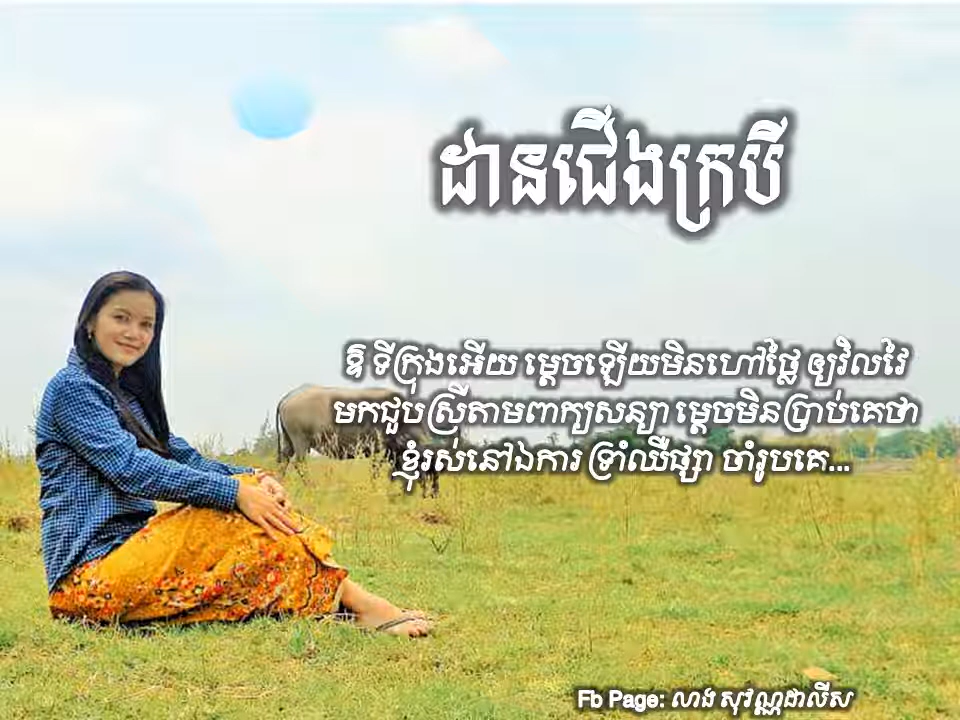 ដានជើងក្របី
ឱ ទីក្រុងអើយ ម្ដេចឡើយមិនហៅថ្លៃ ឲ្យវិលវៃ
មកជួបស្រីតាមពាក្យសន្យា ម្ដេចមិនប្រាប់គេថា
ខ្ញុំរស់នៅឯការ ទ្រាំឈឺផ្សា ចាំរូបគេ...
Fb Page: លាង សុវណ្ណដាលីស